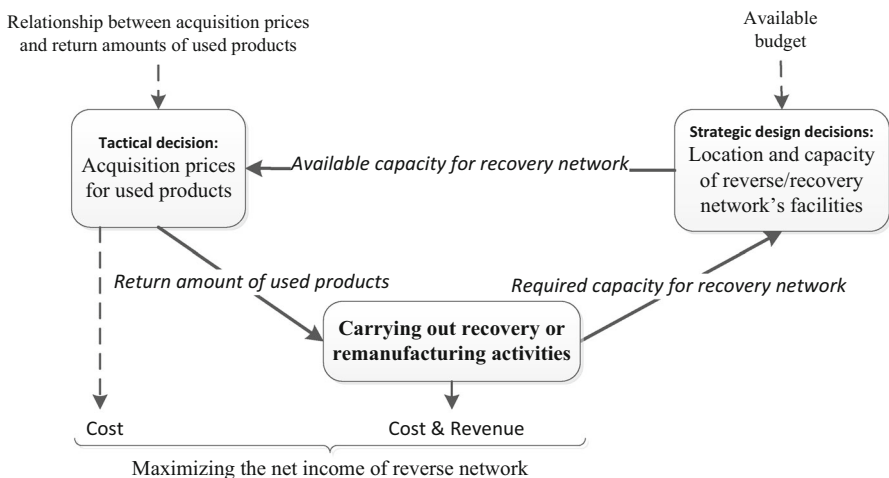 Relationship between acquisition prices
and return amounts of used products
Available
budget
Tactical decision:
Acquisition prices
for used products
Available capacity for recovery network
Strategic design decisions:
Location and capacity
of reverse/recovery
network's facilities
Return amount of used products
Required capacity for recovery network
Carrying out recovery or
remanufacturing activities
Cost
Cost & Revenue
Maximizing the net income of reverse network